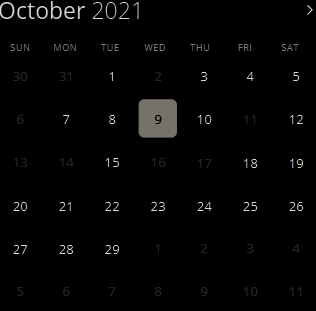 October 2021
SUN MON TUE WED THU FRI SAT
30 31 1 2 3 4 5
6 7 8 9 10 11 12
13 14 15 16 17 18 19
20 21 22 23 24 25 26
27 28 29 1 2 3 4
5 6 7 8 9 10 11